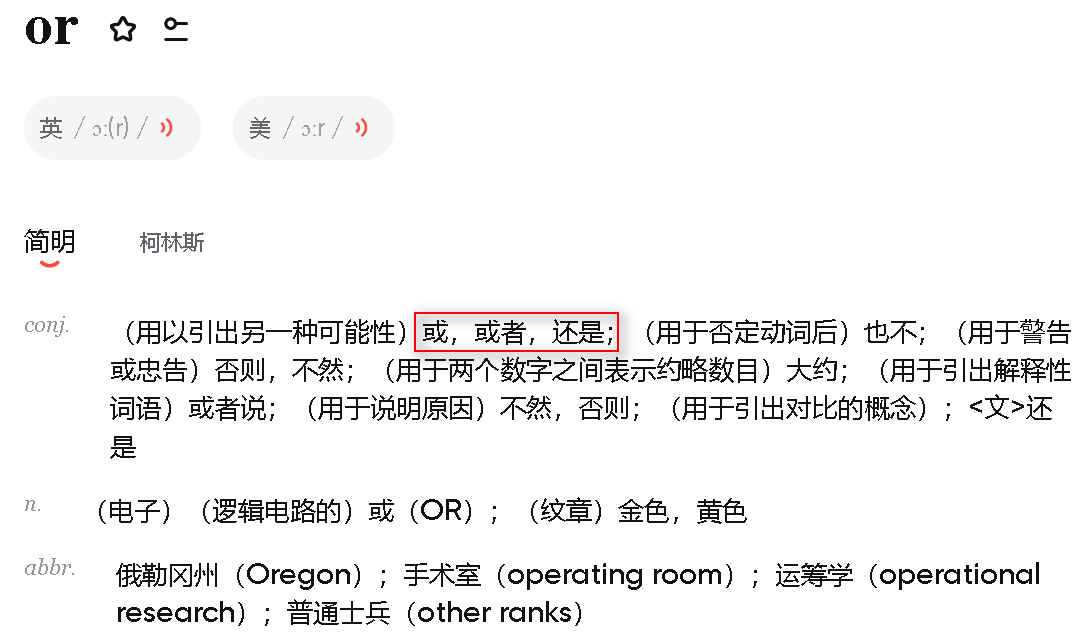 or
英 / ɔː(r) /
美 / ɔːr /
简明 柯林斯
conj. （用以引出另一种可能性）或，或者，还是；（用于否定动词后）也不；（用于警告
或忠告）否则，不然；（用于两个数字之间表示约略数目）大约；（用于引出解释性
词语）或者说；（用于说明原因）不然，否则；（用于引出对比的概念）；<文>还
是
n. （电子）（逻辑电路的）或（OR）；（纹章）金色，黄色
abbr. 俄勒冈州（Oregon）；手术室（operating room）；运筹学（operational
research）；普通士兵（other ranks）